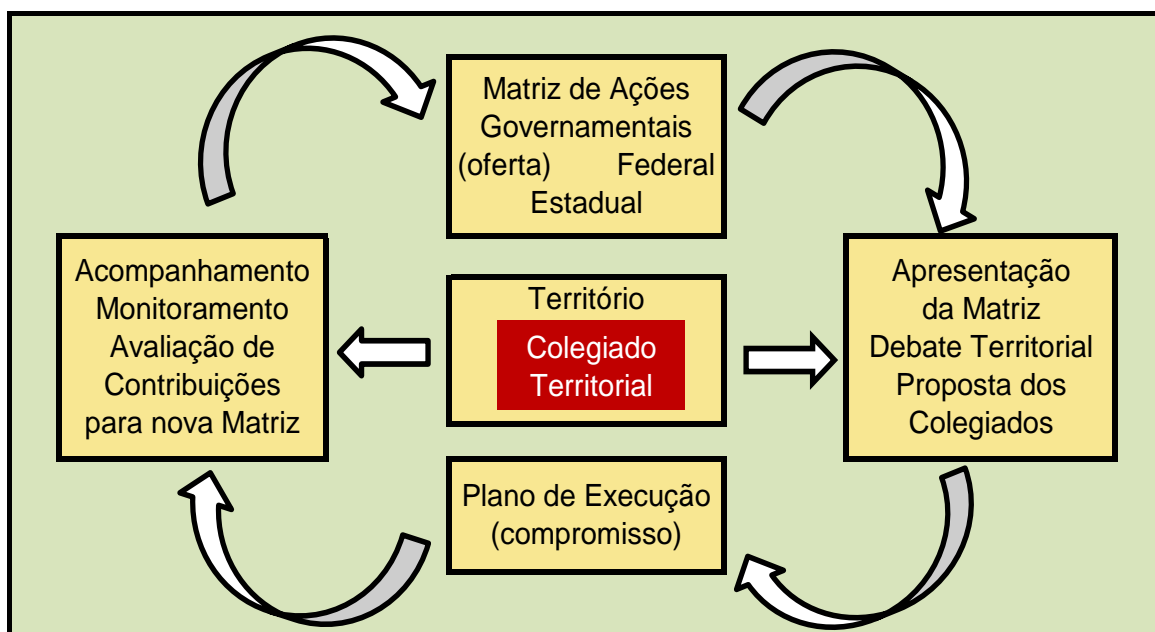 Matriz de Ações
Governamentais
(oferta) Federal
Estadual
Acompanhamento
Monitoramento
Avaliação de
Contribuições
para nova Matriz
Território
Colegiado
Territorial
Apresentação
da Matriz
Debate Territorial
Proposta dos
Colegiados
Plano de Execução
(compromisso)